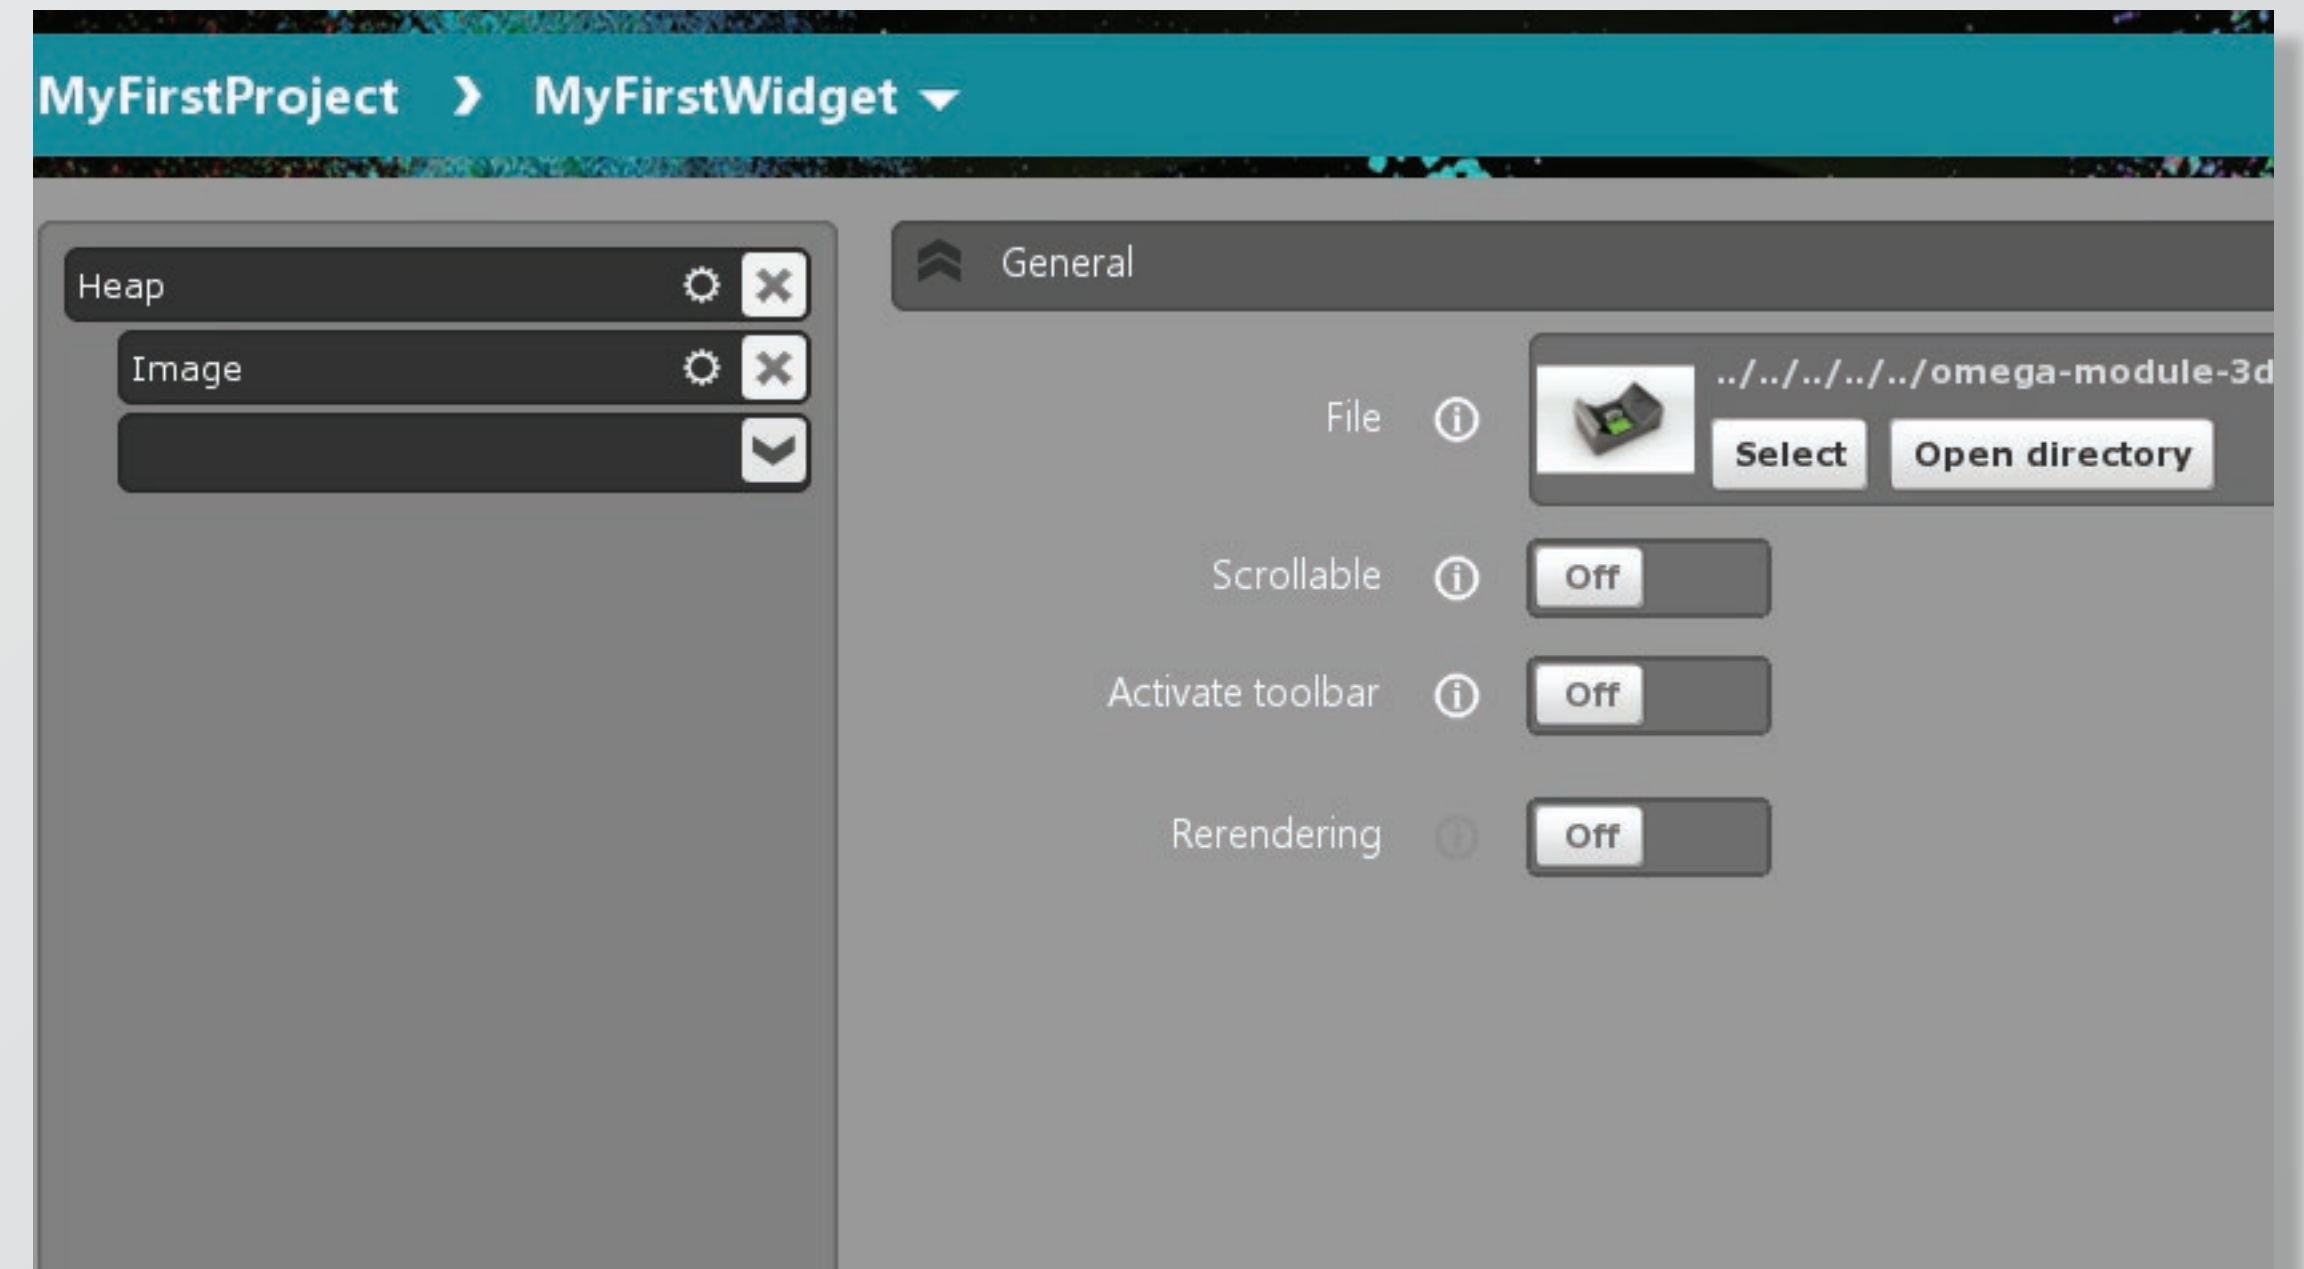 MyFirstProject ❯ MyFirstWidget
Heap
Image
General
File
../../../../../omega-module-3d
Select
Open directory
Scrollable
Off
Activate toolbar
Off
Rerendering
Off